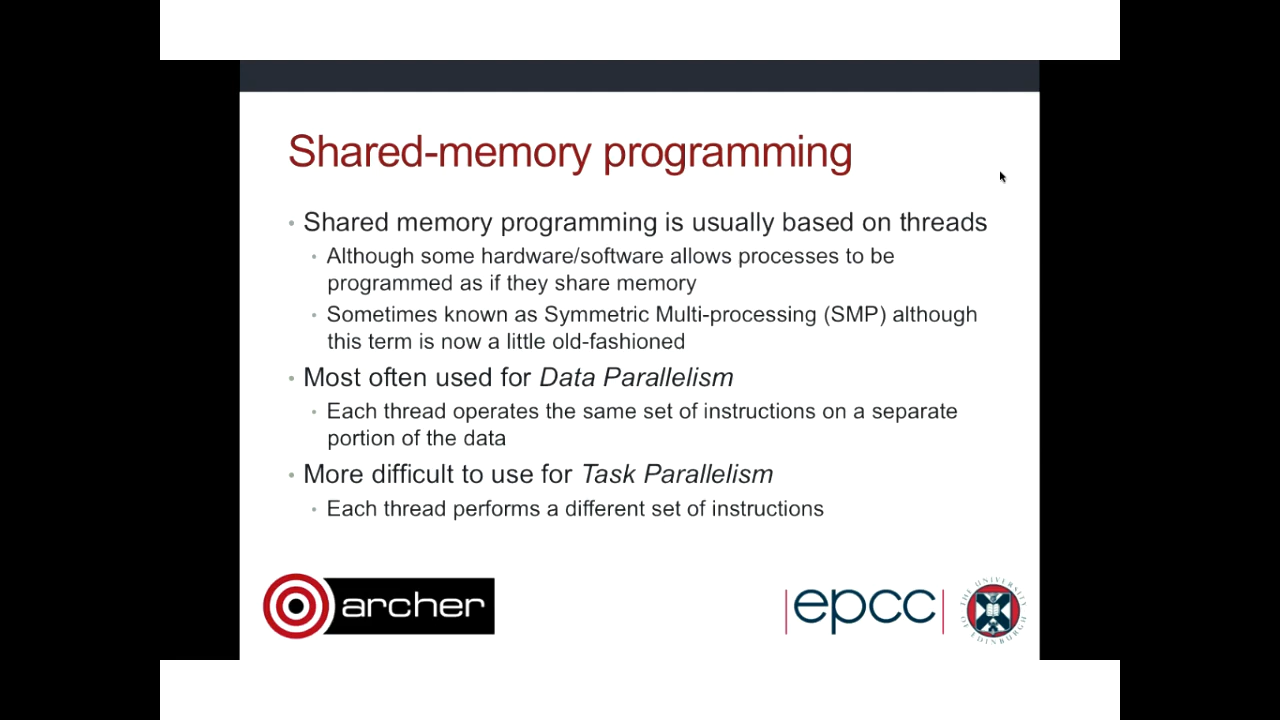 Shared-memory programming
• Shared memory programming is usually based on threads
• Although some hardware/software allows processes to be
programmed as if they share memory
• Sometimes known as Symmetric Multi-processing (SMP) although
this term is now a little old-fashioned
• Most often used for Data Parallelism
• Each thread operates the same set of instructions on a separate
portion of the data
• More difficult to use for Task Parallelism
• Each thread performs a different set of instructions
archer
|epcc|
THE UNIVERSITY
OF EDINBURGH